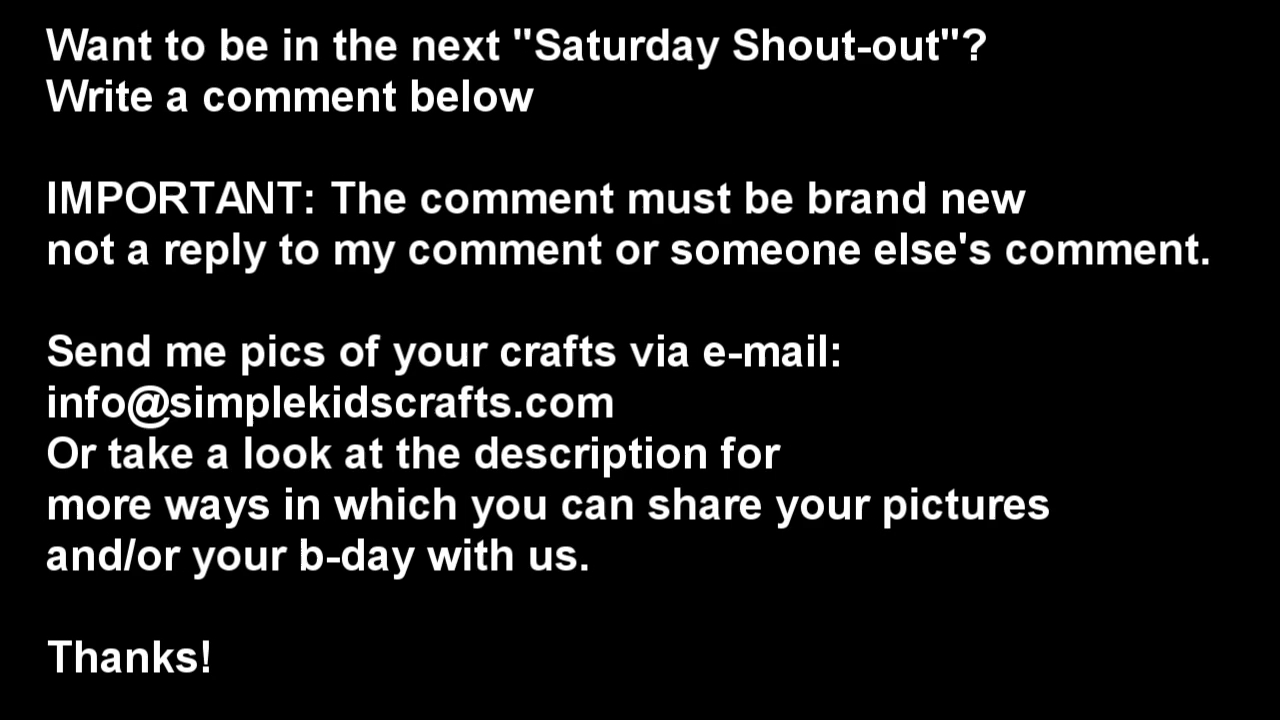 Want to be in the next "Saturday Shout-out"?
Write a comment below
IMPORTANT: The comment must be brand new
not a reply to my comment or someone else's comment.
Send me pics of your crafts via e-mail:
info@simplekidscrafts.com
Or take a look at the description for
more ways in which you can share your pictures
and/or your b-day with us.
Thanks!